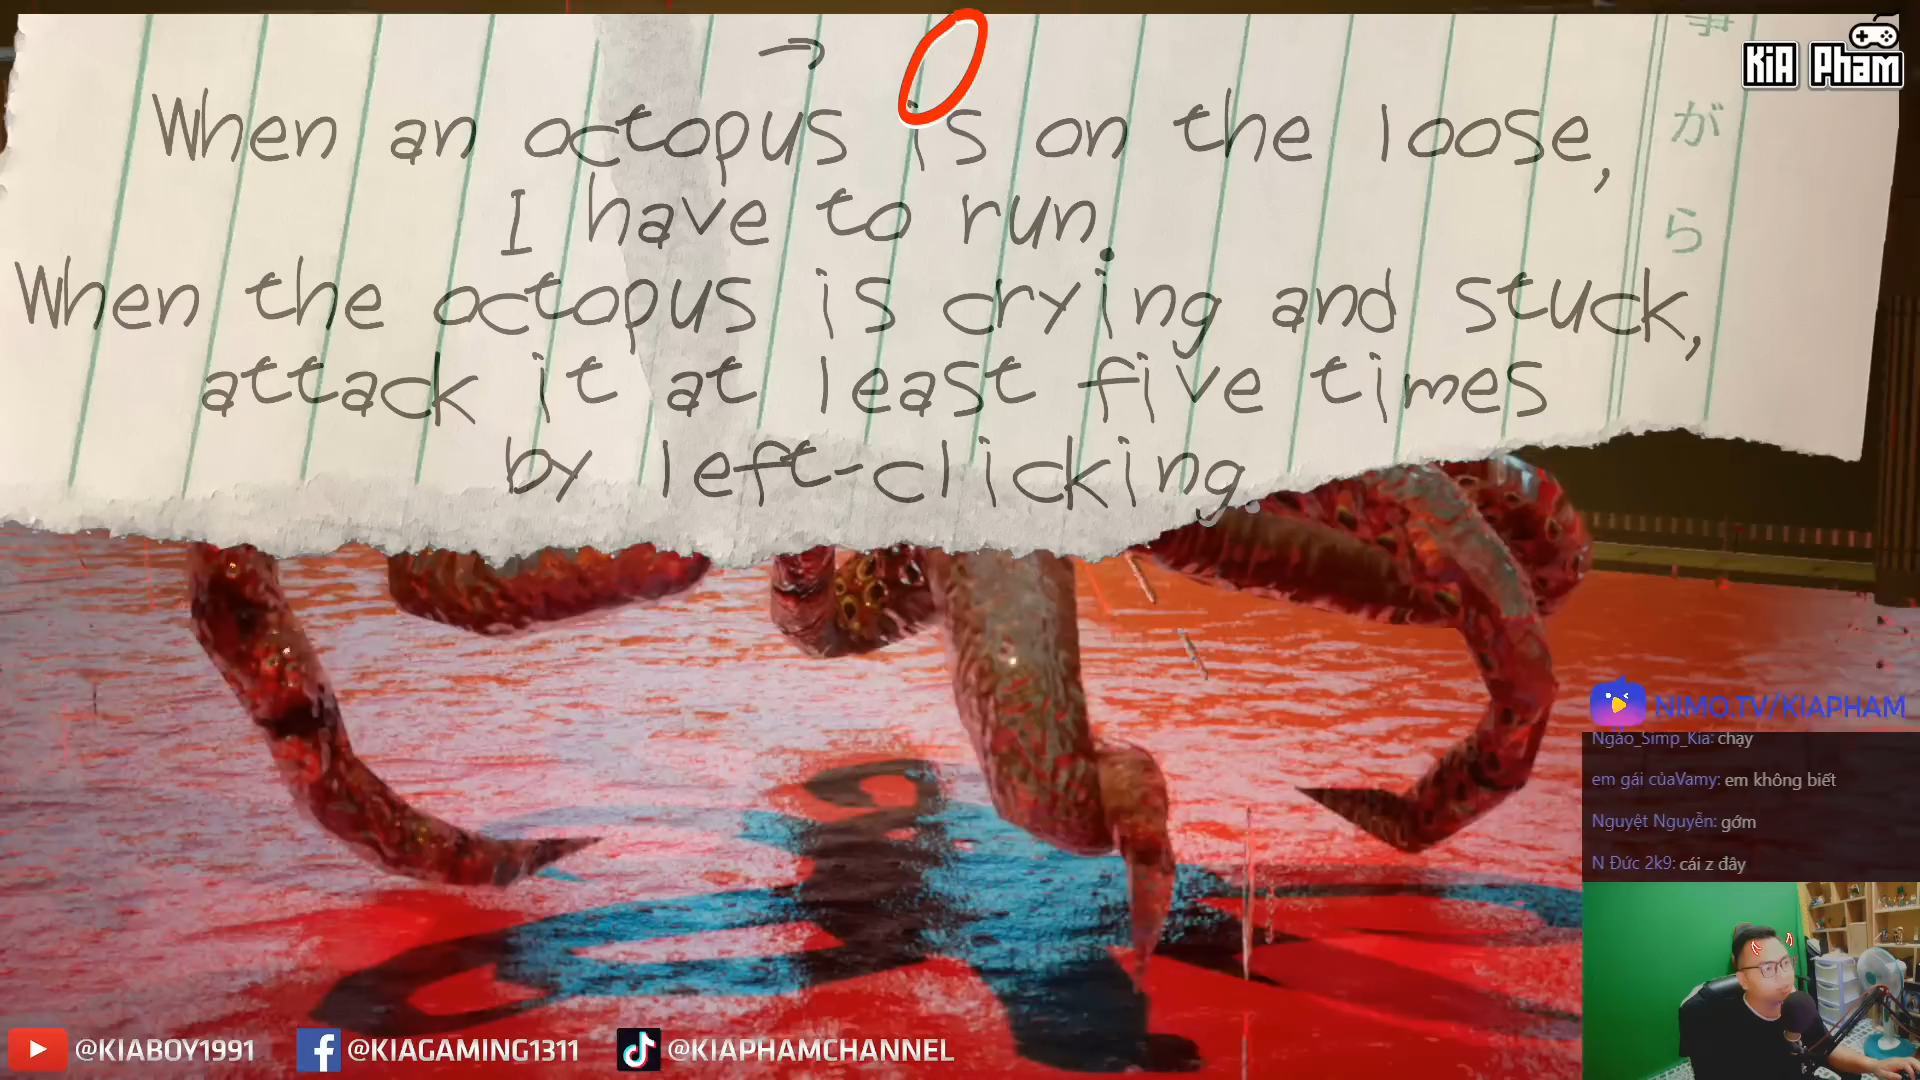 事
が
ら
KiA Pham
When an octopus is on the loose,
I have to run.
When the octopus is crying and stuck,
attack it at least five times
by left-clicking.
NIMO.TV/KIAPHAM
Ngáo_Simp_Kia: chạy
em gái củaVamy: em không biết
Nguyệt Nguyễn: gớm
N Đức 2k9: cái z đây
@KIABOY1991
@KIAGAMING1311
@KIAPHAMCHANNEL